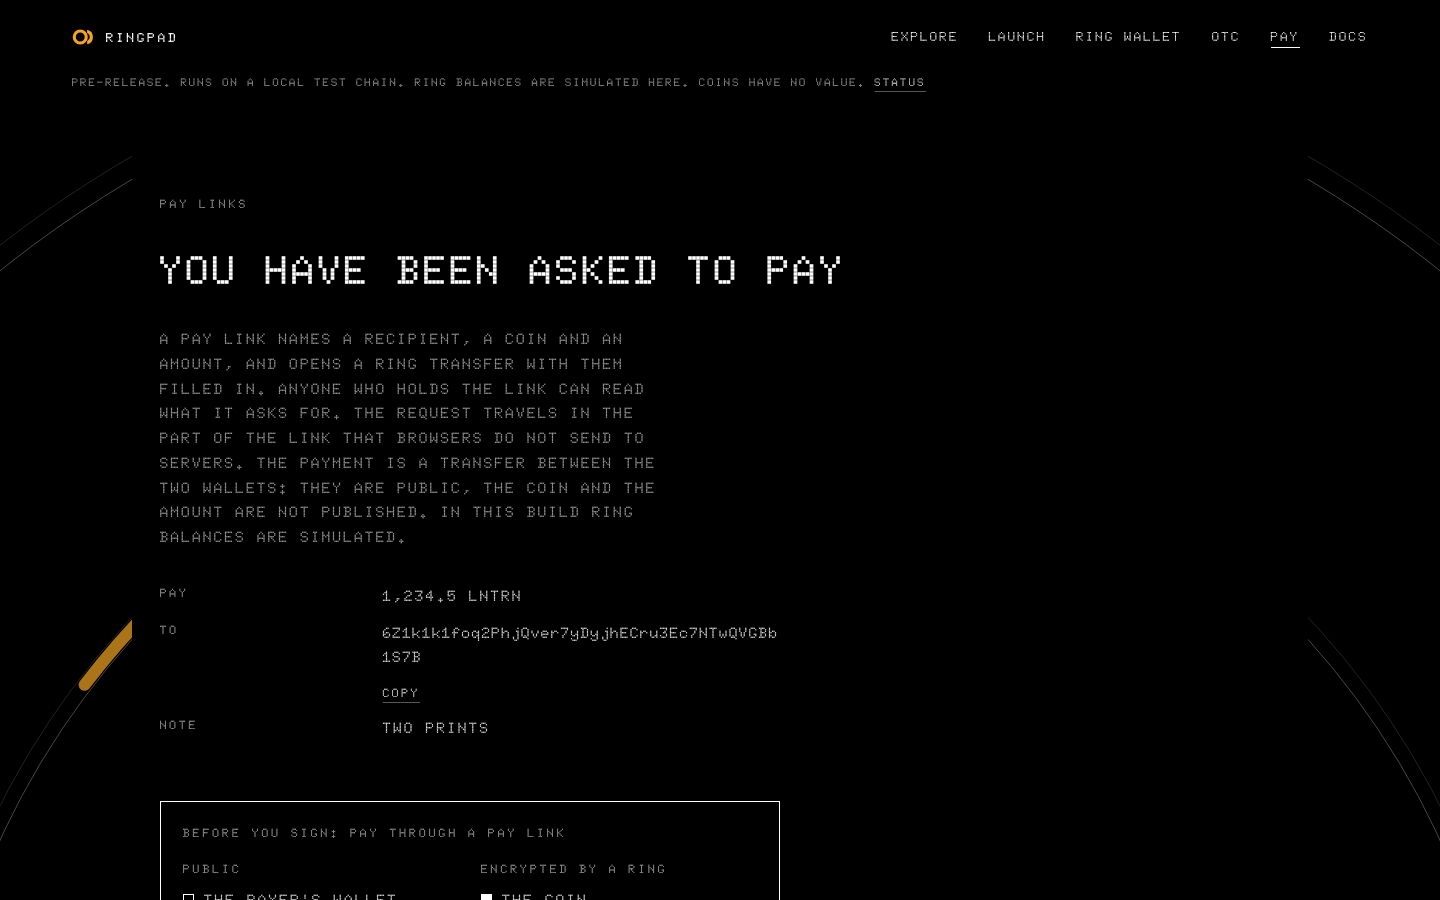 RINGPAD
EXPLORE LAUNCH RING WALLET OTC PAY DOCS
PRE-RELEASE. RUNS ON A LOCAL TEST CHAIN. RING BALANCES ARE SIMULATED HERE. COINS HAVE NO VALUE. STATUS
PAY LINKS
YOU HAVE BEEN ASKED TO PAY
A PAY LINK NAMES A RECIPIENT, A COIN AND AN
AMOUNT, AND OPENS A RING TRANSFER WITH THEM
FILLED IN. ANYONE WHO HOLDS THE LINK CAN READ
WHAT IT ASKS FOR. THE REQUEST TRAVELS IN THE
PART OF THE LINK THAT BROWSERS DO NOT SEND TO
SERVERS. THE PAYMENT IS A TRANSFER BETWEEN THE
TWO WALLETS: THEY ARE PUBLIC, THE COIN AND THE
AMOUNT ARE NOT PUBLISHED. IN THIS BUILD RING
BALANCES ARE SIMULATED.
PAY 1,234.5 LNTRN
TO 6Z1k1k1foq2PhjQver7yDyjhECru3Ec7NTwQVGBb
1S7B
COPY
NOTE TWO PRINTS
BEFORE YOU SIGN: PAY THROUGH A PAY LINK
PUBLIC ENCRYPTED BY A RING
THE PAYER'S WALLET THE COIN